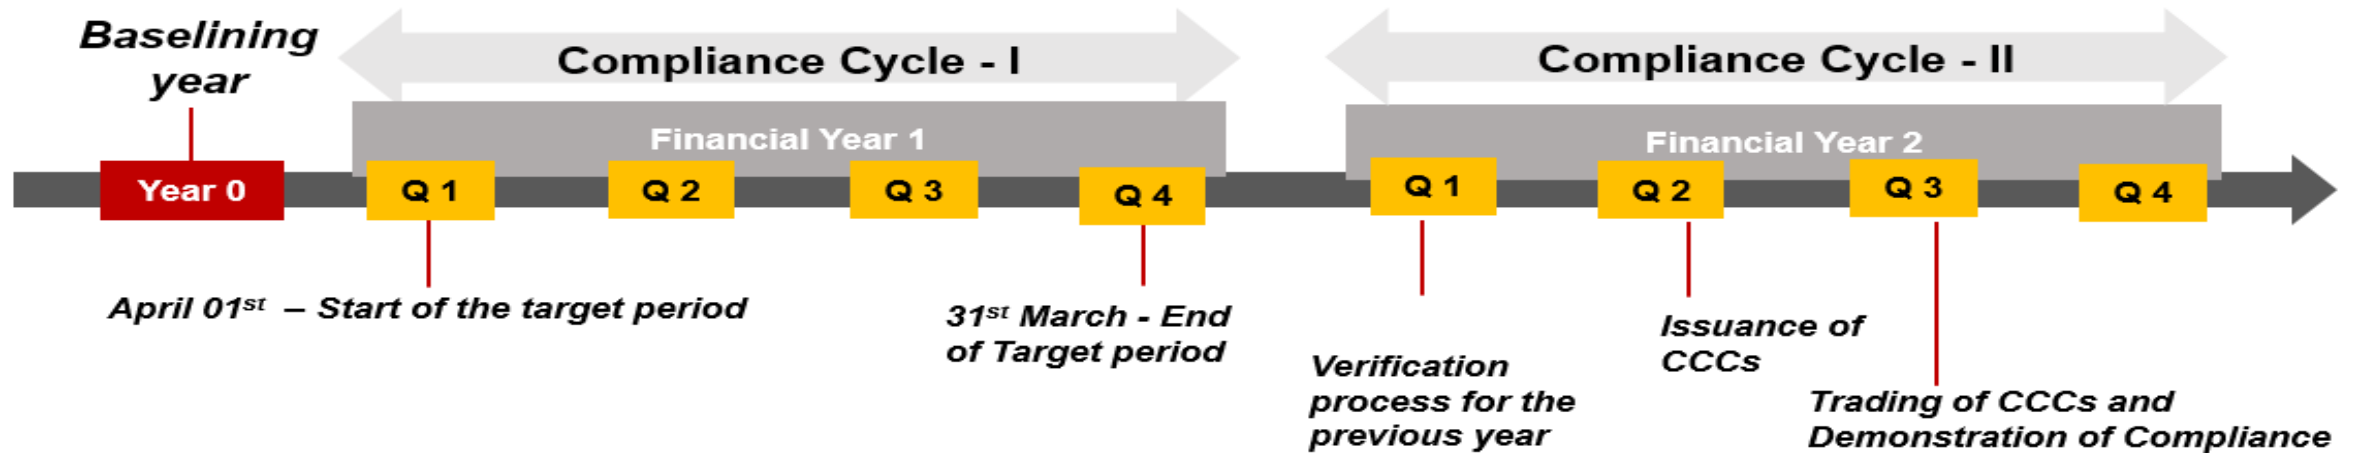 Baselining
year
Compliance Cycle - I
Compliance Cycle - II
Financial Year 1
Financial Year 2
Year 0
Q 1
Q 2
Q 3
Q 4
Q 1
Q 2
Q 3
Q 4
April 01st – Start of the target period
31st March - End
of Target period
Verification
process for the
previous year
Issuance of
CCCs
Trading of CCCs and
Demonstration of Compliance